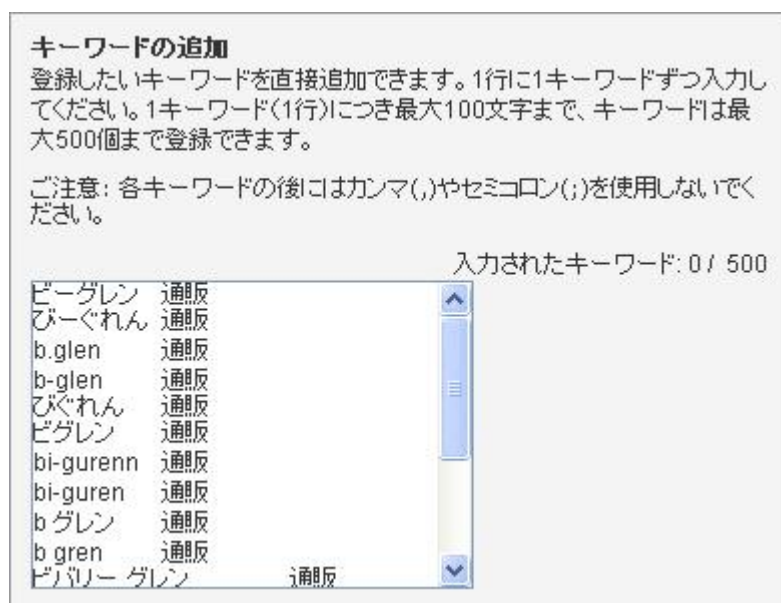 キーワードの追加
登録したいキーワードを直接追加できます。1行に1キーワードずつ入力し
てください。1キーワード(1行)につき最大100文字まで、キーワードは最
大500個まで登録できます。
ご注意: 各キーワードの後にはカンマ(,)やセミコロン(;)を使用しないでく
ださい。
入力されたキーワード: 0 / 500
ビーグレン 通販
びーぐれん 通販
b.glen 通販
b-glen 通販
びぐれん 通販
ビグレン 通販
bi-gurenn 通販
bi-guren 通販
b グレン 通販
b gren 通販
ビバリー グレン 通販